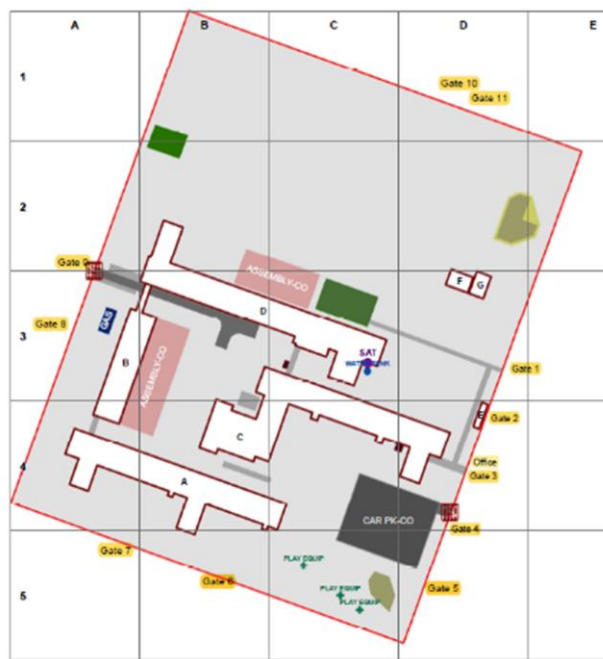 A B C D E
1
Gate 10
Gate 11
2
Gate 9
ASSEMBLY-CO
F G
GAS
D
Gate 8
3
SAT
B
ASSEMBLY-CO
Gate 1
E
Gate 2
C
Office
4
Gate 3
A
CAR PK-CO
Gate 4
Gate 7
PLAY EQUIP
Gate 6
PLAY EQUIP
Gate 5
5
PLAY EQUIP